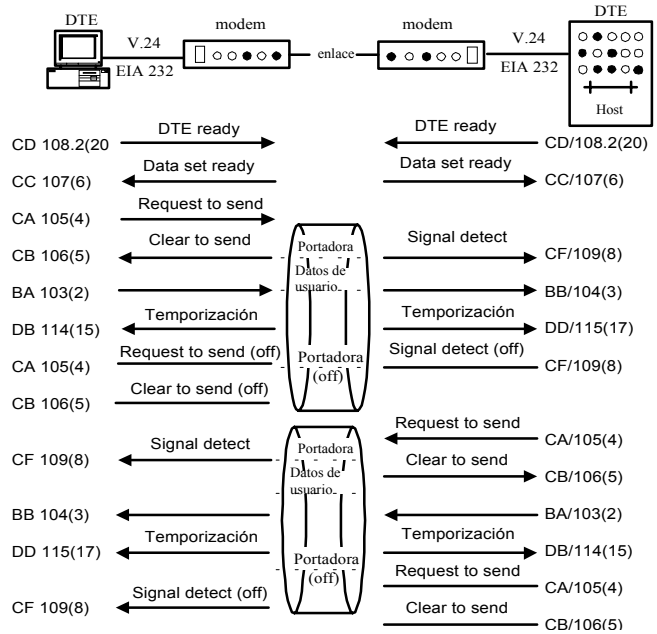 DTE
modem
modem
DTE
V.24
EIA 232
enlace
V.24
EIA 232
Host
CD 108.2(20
DTE ready
DTE ready
CD/108.2(20)
CC 107(6)
Data set ready
Data set ready
CC/107(6)
CA 105(4)
Request to send
CB 106(5)
Clear to send
Portadora
Signal detect
CF/109(8)
Datos de
usuario
BA 103(2)
BB/104(3)
DB 114(15)
Temporización
Temporización
DD/115(17)
CA 105(4)
Request to send (off)
Portadora
(off)
Signal detect (off)
CF/109(8)
CB 106(5)
Clear to send (off)
Request to send
CA/105(4)
CF 109(8)
Signal detect
Portadora
Clear to send
CB/106(5)
Datos de
usuario
BB 104(3)
BA/103(2)
DD 115(17)
Temporización
Temporización
DB/114(15)
Portadora
(off)
Request to send
CA/105(4)
CF 109(8)
Signal detect (off)
Clear to send
CB/106(5)